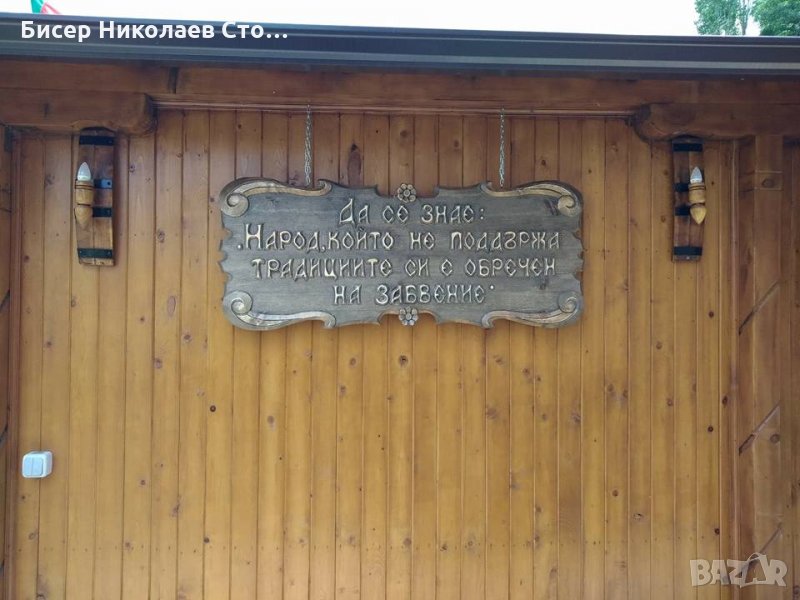 Бисер Николаев Сто...
Да се знае:
"Народ, който не поддържа
традициите си е обречен
на забвение"
BAZAR